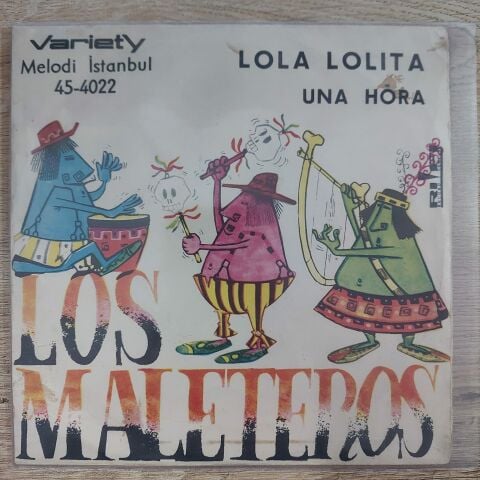 Variety
Melodi İstanbul
45-4022
LOLA LOLITA
UNA HORA
LOS
MALETEROS